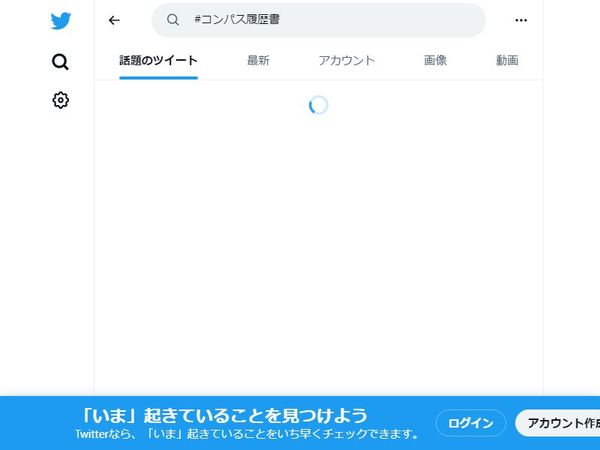 #コンパス履歴書
話題のツイート 最新 アカウント 画像 動画
「いま」起きていることを見つけよう
Twitterなら、「いま」起きていることをいち早くチェックできます。
ログイン
アカウント作成